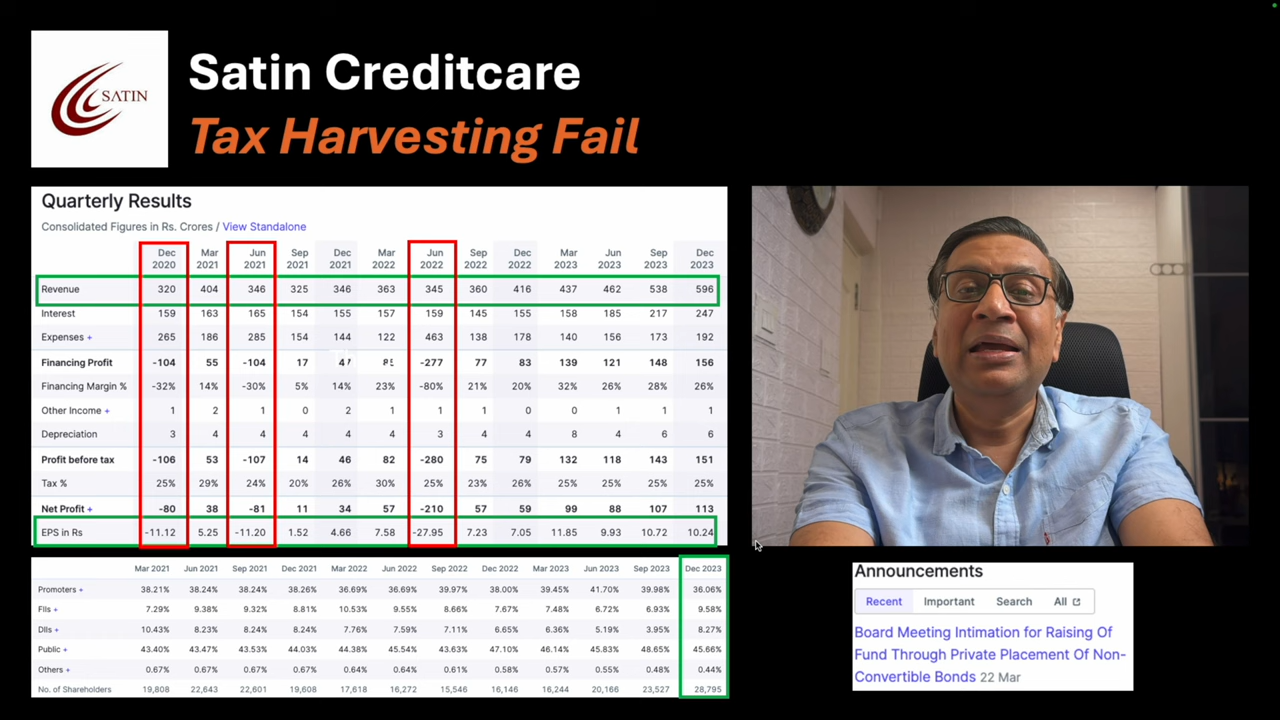 SATIN
Satin Creditcare
Tax Harvesting Fail
Quarterly Results
Consolidated Figures in Rs. Crores / View Standalone
Dec 2020 Mar 2021 Jun 2021 Sep 2021 Dec 2021 Mar 2022 Jun 2022 Sep 2022 Dec 2022 Mar 2023 Jun 2023 Sep 2023 Dec 2023
Revenue 320 404 346 325 346 363 345 360 416 437 462 538 596
Interest 159 163 165 154 155 157 159 145 155 158 185 217 247
Expenses + 265 186 285 154 144 122 463 138 178 140 156 173 192
Financing Profit -104 55 -104 17 -277 77 83 139 121 148 156
Financing Margin % -32% 14% -30% 5% 14% 23% -80% 21% 20% 32% 26% 28% 26%
Other Income + 1 2 1 0 2 1 1 1 0 0 1 1 1
Depreciation 3 4 4 4 4 4 3 4 4 8 4 6 6
Profit before tax -106 53 -107 14 46 82 -280 75 79 132 118 143 151
Tax % 25% 29% 24% 20% 26% 30% 25% 23% 26% 25% 25% 25% 25%
Net Profit + -80 38 -81 11 34 57 -210 57 59 99 88 107 113
EPS in Rs -11.12 5.25 -11.20 1.52 4.66 7.58 -27.95 7.23 7.05 11.85 9.93 10.72 10.24
Mar 2021 Jun 2021 Sep 2021 Dec 2021 Mar 2022 Jun 2022 Sep 2022 Dec 2022 Mar 2023 Jun 2023 Sep 2023 Dec 2023
Promoters + 38.21% 38.24% 38.24% 38.26% 36.69% 36.69% 39.97% 38.00% 39.45% 41.70% 39.98% 36.06%
FIIs + 7.29% 9.38% 9.32% 8.81% 10.53% 9.55% 8.66% 7.67% 7.48% 6.72% 6.93% 9.58%
DIIs + 10.43% 8.23% 8.24% 8.24% 7.76% 7.59% 7.11% 6.65% 6.36% 5.19% 3.95% 8.27%
Public + 43.40% 43.47% 43.53% 44.03% 44.38% 45.54% 43.63% 47.10% 46.14% 45.83% 48.65% 45.66%
Others + 0.67% 0.67% 0.67% 0.67% 0.64% 0.64% 0.61% 0.58% 0.57% 0.55% 0.48% 0.44%
No. of Shareholders 19,808 22,643 22,601 19,608 17,618 16,272 15,546 16,146 16,244 20,166 23,527 28,795
Announcements
Recent Important Search All
Board Meeting Intimation for Raising Of
Fund Through Private Placement Of Non-
Convertible Bonds 22 Mar